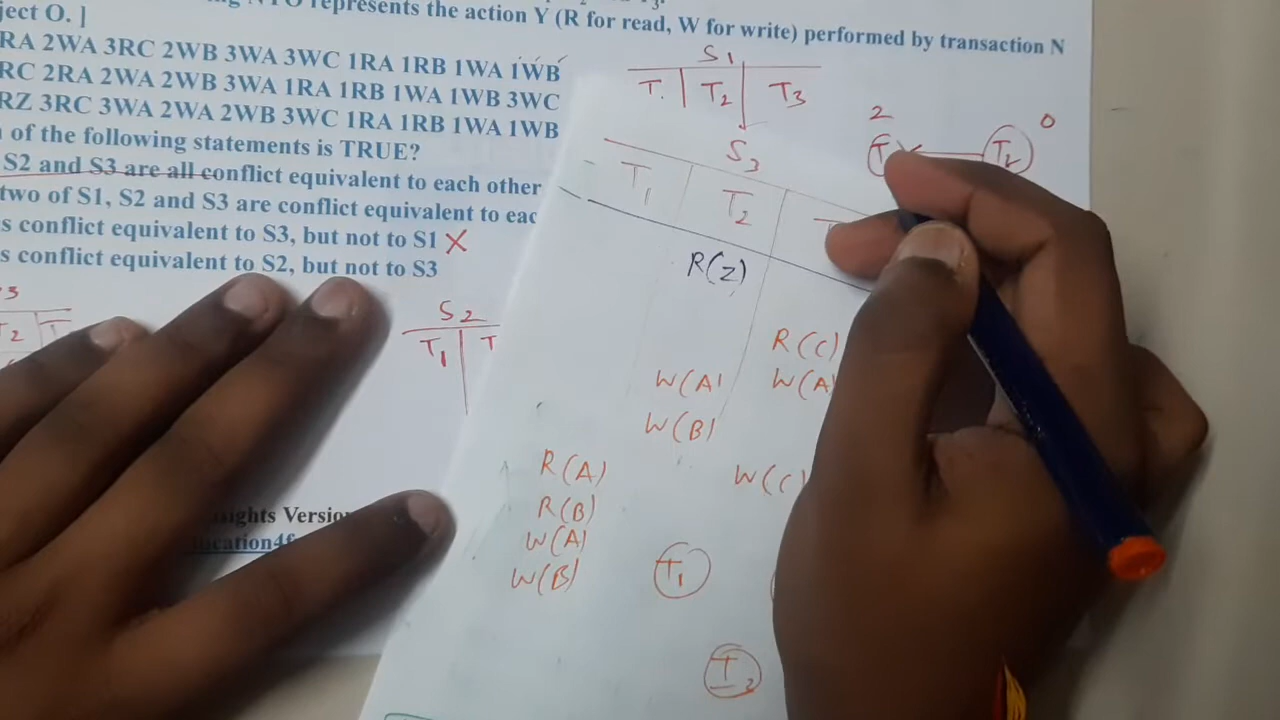 represents the action Y (R for read, W for write) performed by transaction N
ject O. ]
RA 2WA 3RC 2WB 3WA 3WC 1RA 1RB 1WA 1WB
RC 2RA 2WA 2WB 3WA 1RA 1RB 1WA 1WB 3WC
RZ 3RC 3WA 2WA 2WB 3WC 1RA 1RB 1WA 1WB
of the following statements is TRUE?
S2 and S3 are all conflict equivalent to each other
two of S1, S2 and S3 are conflict equivalent to eac
s conflict equivalent to S3, but not to S1 X
s conflict equivalent to S2, but not to S3
S1
T. T2 T3
2 0
S3
T1 T2 T
R(Z)
R(C)
W(A) W(A)
W(B)
R(A) W(C)
R(B)
W(A)
W(B)
T1
3
T2 T
S2
T1 T
ights Versio